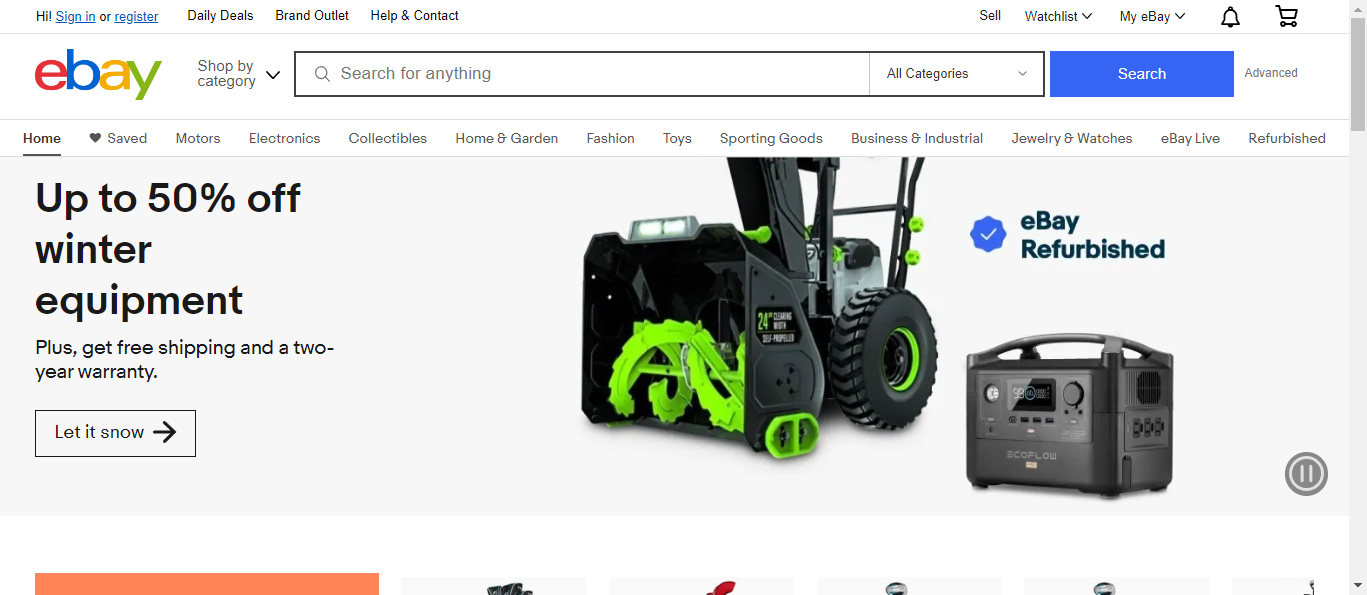 Hi! Sign in or register
Daily Deals
Brand Outlet
Help & Contact
Sell
Watchlist
My eBay
ebay
Shop by
category
Search for anything
All Categories
Search
Advanced
Home
Saved
Motors
Electronics
Collectibles
Home & Garden
Fashion
Toys
Sporting Goods
Business & Industrial
Jewelry & Watches
eBay Live
Refurbished
Up to 50% off
winter
equipment
Plus, get free shipping and a two-
year warranty.
Let it snow
24" CLEARING
WIDTH
SELF-PROPELLED
eBay
Refurbished
RIVER
ECOFLOW
PRO